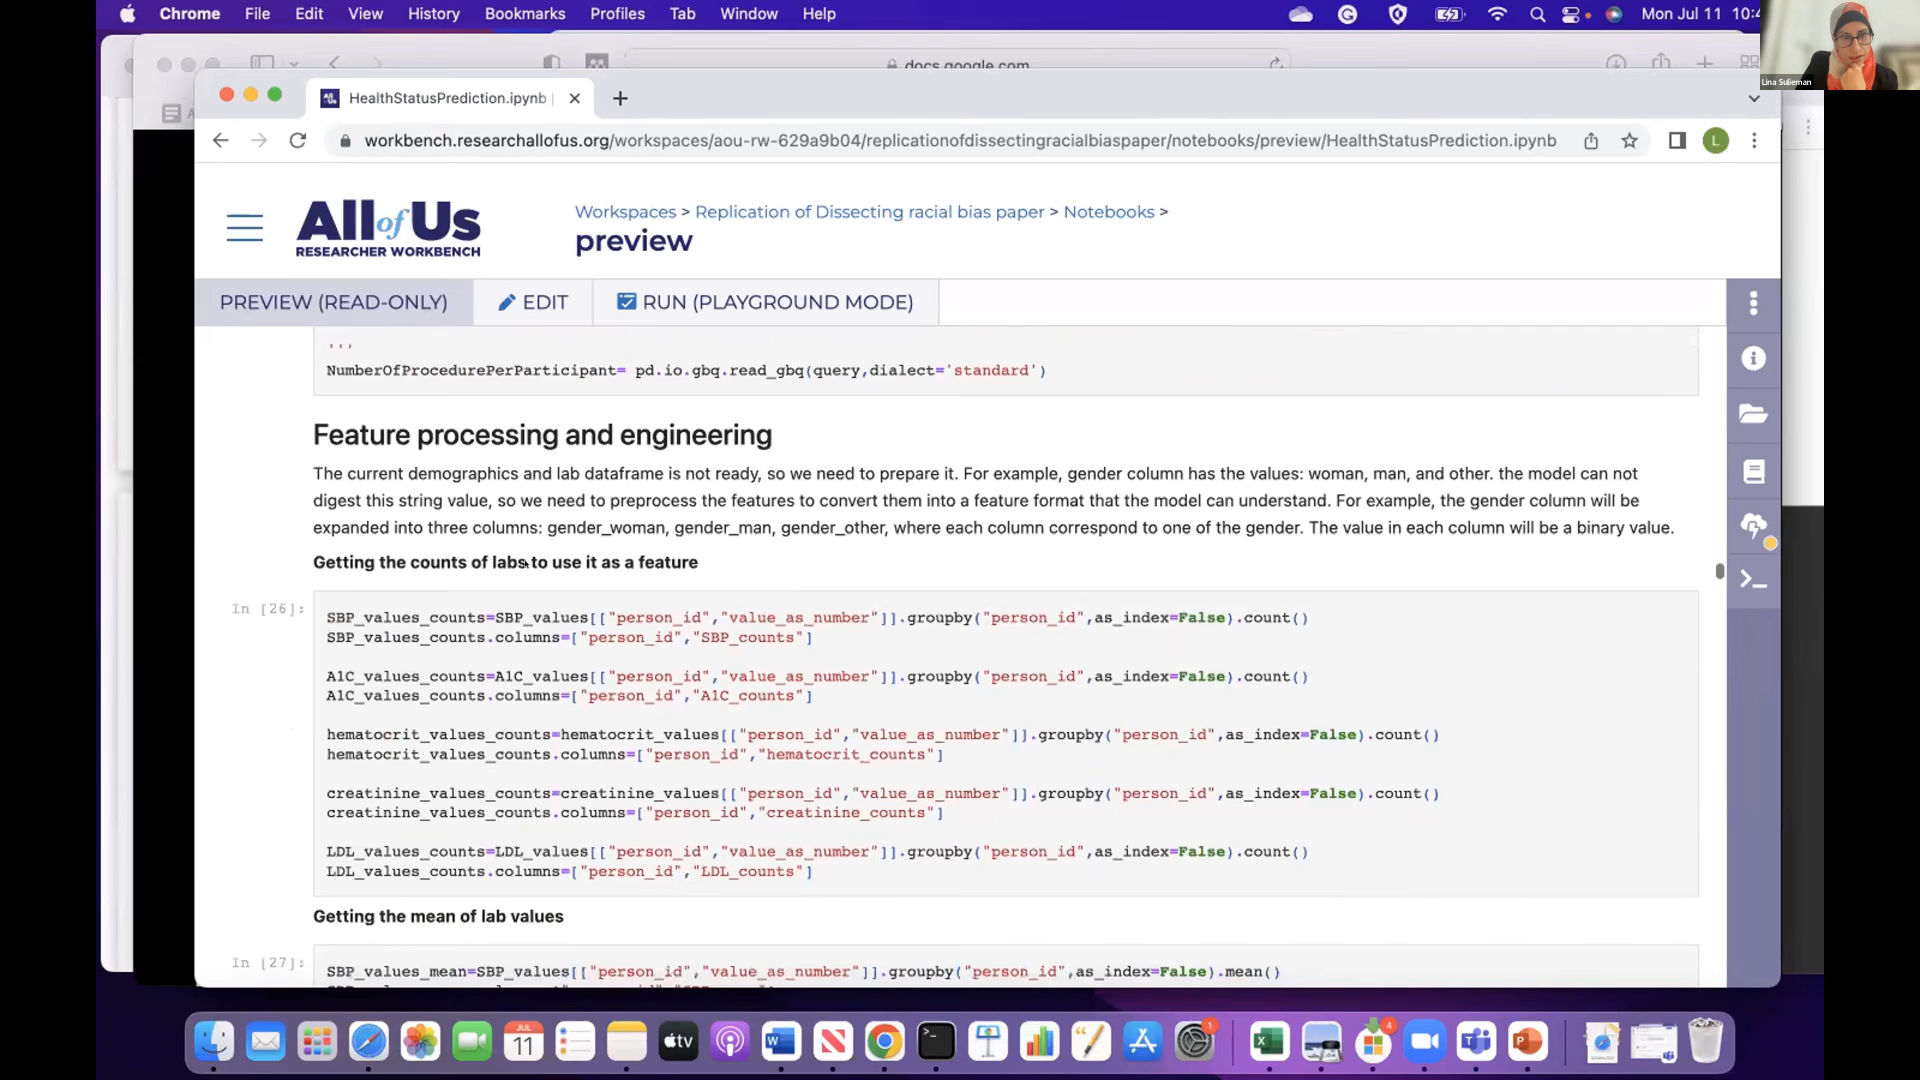 Chrome File Edit View History Bookmarks Profiles Tab Window Help Mon Jul 11 10:4
docs.google.com
Lina Sulieman
HealthStatusPrediction.ipynb |
workbench.researchallofus.org/workspaces/aou-rw-629a9b04/replicationofdissectingracialbiaspaper/notebooks/preview/HealthStatusPrediction.ipynb
L
All of Us
RESEARCHER WORKBENCH
Workspaces > Replication of Dissecting racial bias paper > Notebooks >
preview
PREVIEW (READ-ONLY) EDIT RUN (PLAYGROUND MODE)
'''
NumberOfProcedurePerParticipant= pd.io.gbq.read_gbq(query,dialect='standard')
Feature processing and engineering
The current demographics and lab dataframe is not ready, so we need to prepare it. For example, gender column has the values: woman, man, and other. the model can not
digest this string value, so we need to preprocess the features to convert them into a feature format that the model can understand. For example, the gender column will be
expanded into three columns: gender_woman, gender_man, gender_other, where each column correspond to one of the gender. The value in each column will be a binary value.
Getting the counts of labs to use it as a feature
In [26]:
SBP_values_counts=SBP_values[["person_id","value_as_number"]].groupby("person_id",as_index=False).count()
SBP_values_counts.columns=["person_id","SBP_counts"]
A1C_values_counts=A1C_values[["person_id","value_as_number"]].groupby("person_id",as_index=False).count()
A1C_values_counts.columns=["person_id","A1C_counts"]
hematocrit_values_counts=hematocrit_values[["person_id","value_as_number"]].groupby("person_id",as_index=False).count()
hematocrit_values_counts.columns=["person_id","hematocrit_counts"]
creatinine_values_counts=creatinine_values[["person_id","value_as_number"]].groupby("person_id",as_index=False).count()
creatinine_values_counts.columns=["person_id","creatinine_counts"]
LDL_values_counts=LDL_values[["person_id","value_as_number"]].groupby("person_id",as_index=False).count()
LDL_values_counts.columns=["person_id","LDL_counts"]
Getting the mean of lab values
In [27]:
SBP_values_mean=SBP_values[["person_id","value_as_number"]].groupby("person_id",as_index=False).mean()
JUL
11
tv
1
4